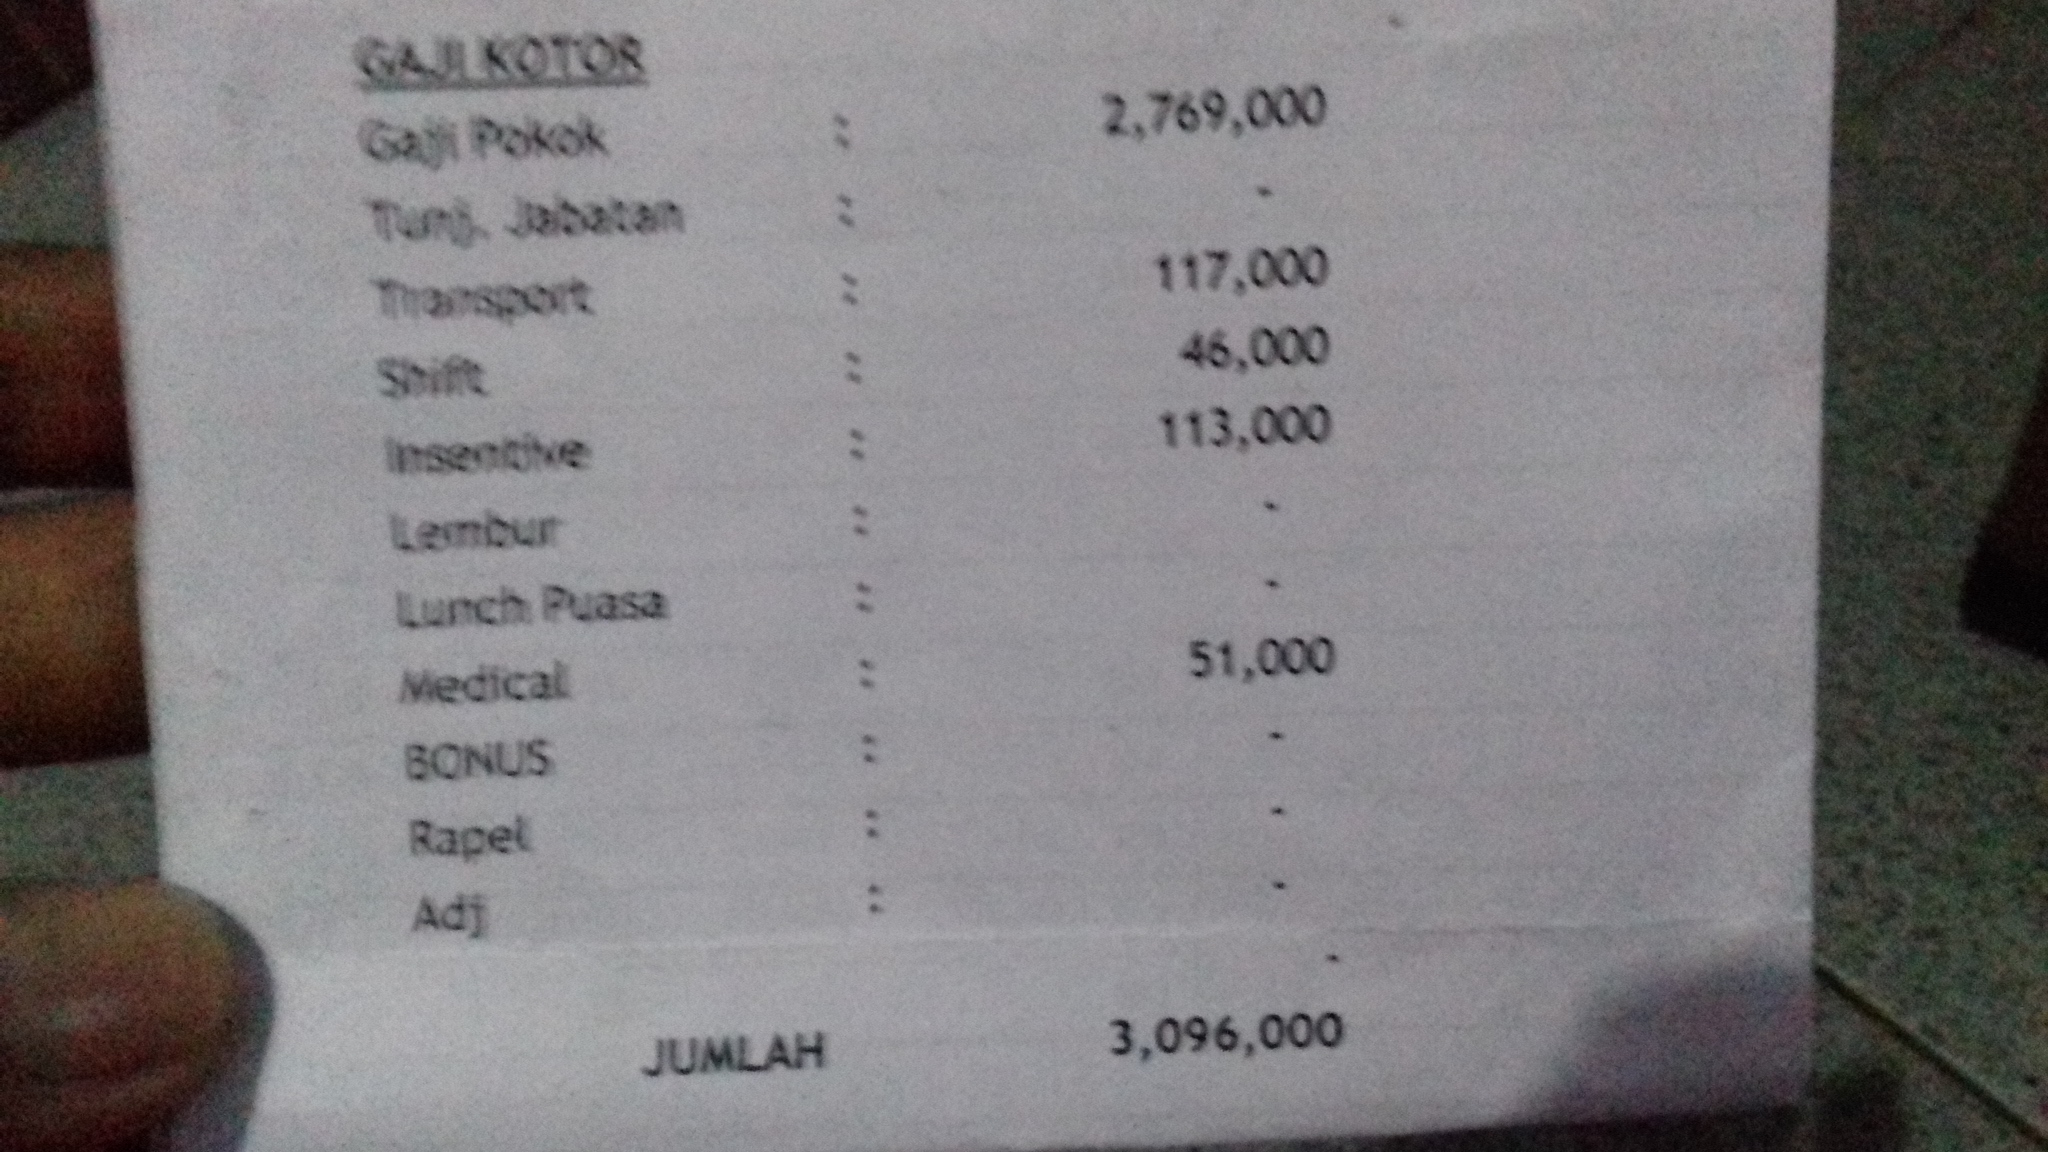 GAJI KOTOR
Gaji Pokok : 2,769,000
Tunj. Jabatan : -
Transport : 117,000
Shift : 46,000
Insentive : 113,000
Lembur : -
Lunch Puasa : -
Medical : 51,000
BONUS : -
Rapel : -
Adj : -
-
JUMLAH 3,096,000